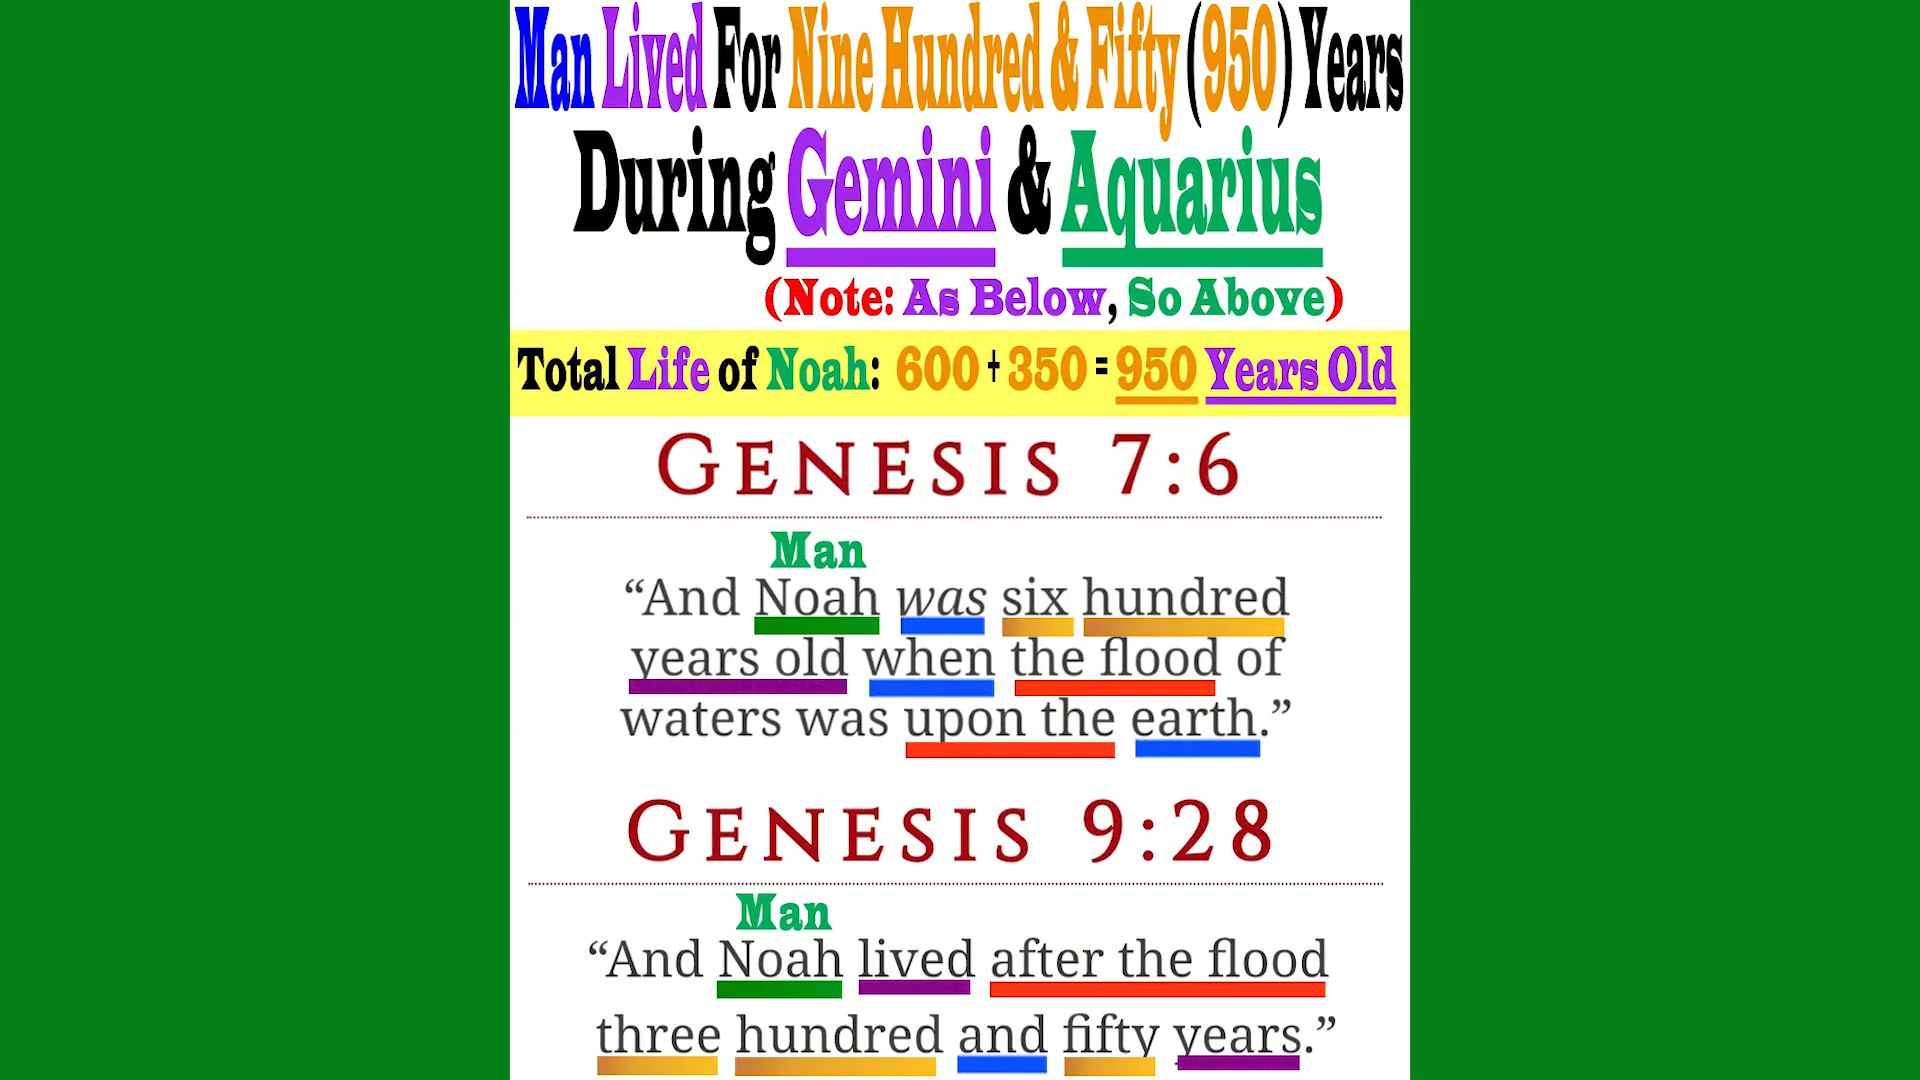 Man Lived For Nine Hundred & Fifty (950) Years
During Gemini & Aquarius
(Note: As Below, So Above)
Total Life of Noah: 600 + 350 = 950 Years Old
GENESIS 7:6
Man
“And Noah was six hundred
years old when the flood of
waters was upon the earth.”
GENESIS 9:28
Man
“And Noah lived after the flood
three hundred and fifty years.”